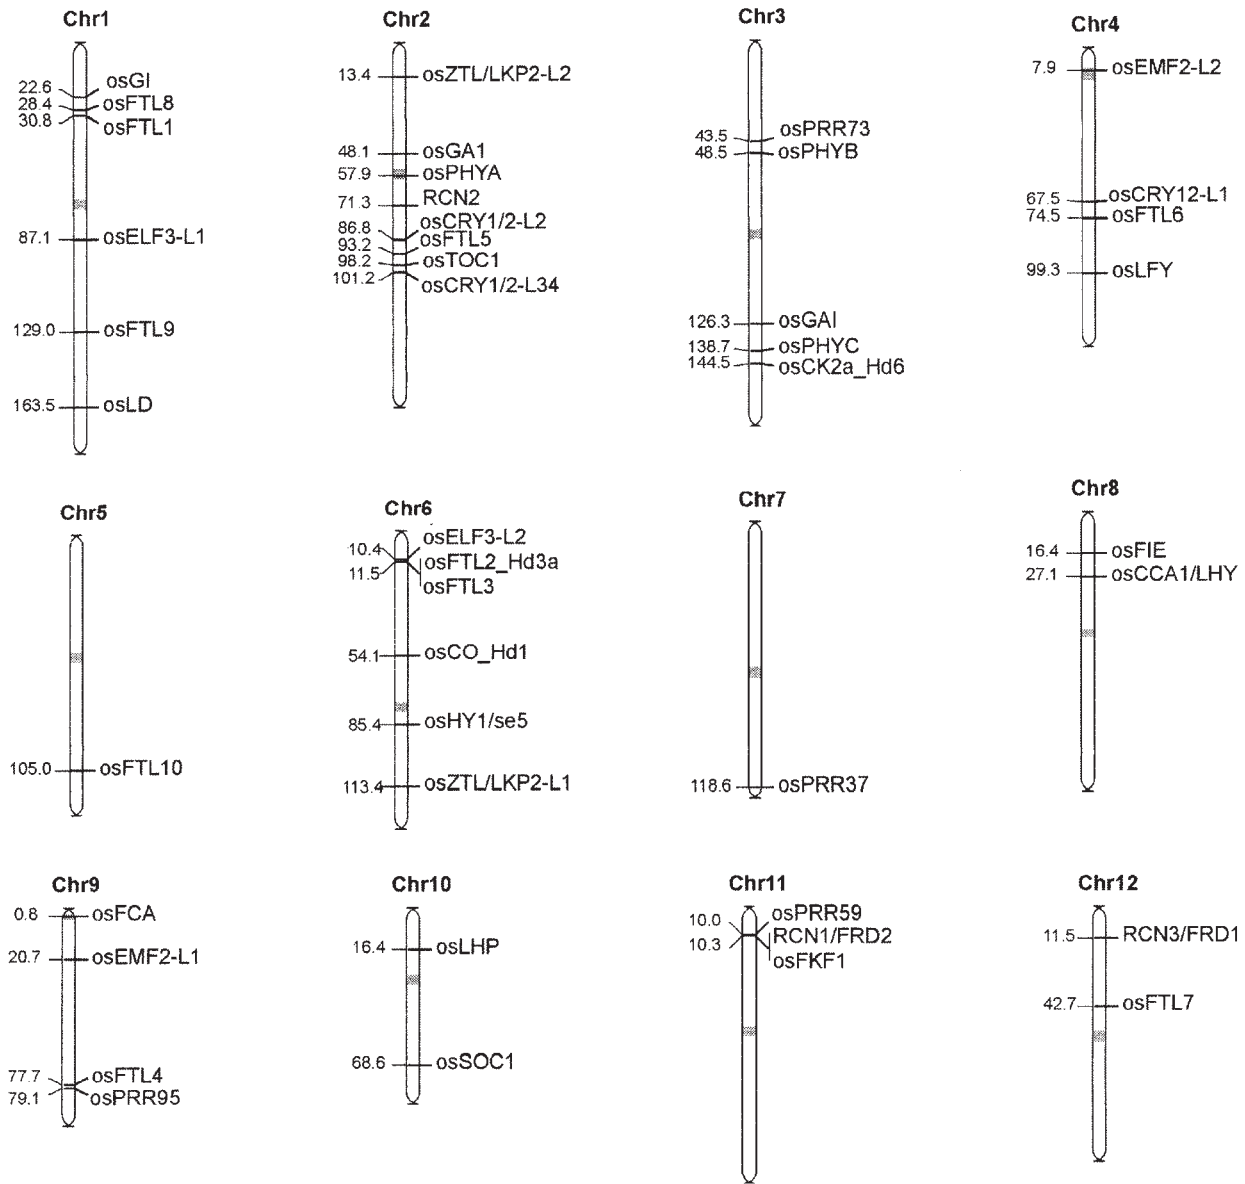 Chr1
22.6 osGI
28.4 osFTL8
30.8 osFTL1
87.1 osELF3-L1
129.0 osFTL9
163.5 osLD
Chr2
13.4 osZTL/LKP2-L2
48.1 osGA1
57.9 osPHYA
71.3 RCN2
86.8 osCRY1/2-L2
93.2 osFTL5
98.2 osTOC1
101.2 osCRY1/2-L34
Chr3
43.5 osPRR73
48.5 osPHYB
126.3 osGAI
138.7 osPHYC
144.5 osCK2a_Hd6
Chr4
7.9 osEMF2-L2
67.5 osCRY12-L1
74.5 osFTL6
99.3 osLFY
Chr5
105.0 osFTL10
Chr6
10.4 osELF3-L2
11.5 osFTL2_Hd3a
osFTL3
54.1 osCO_Hd1
85.4 osHY1/se5
113.4 osZTL/LKP2-L1
Chr7
118.6 osPRR37
Chr8
16.4 osFIE
27.1 osCCA1/LHY
Chr9
0.8 osFCA
20.7 osEMF2-L1
77.7 osFTL4
79.1 osPRR95
Chr10
16.4 osLHP
68.6 osSOC1
Chr11
10.0 osPRR59
10.3 RCN1/FRD2
osFKF1
Chr12
11.5 RCN3/FRD1
42.7 osFTL7